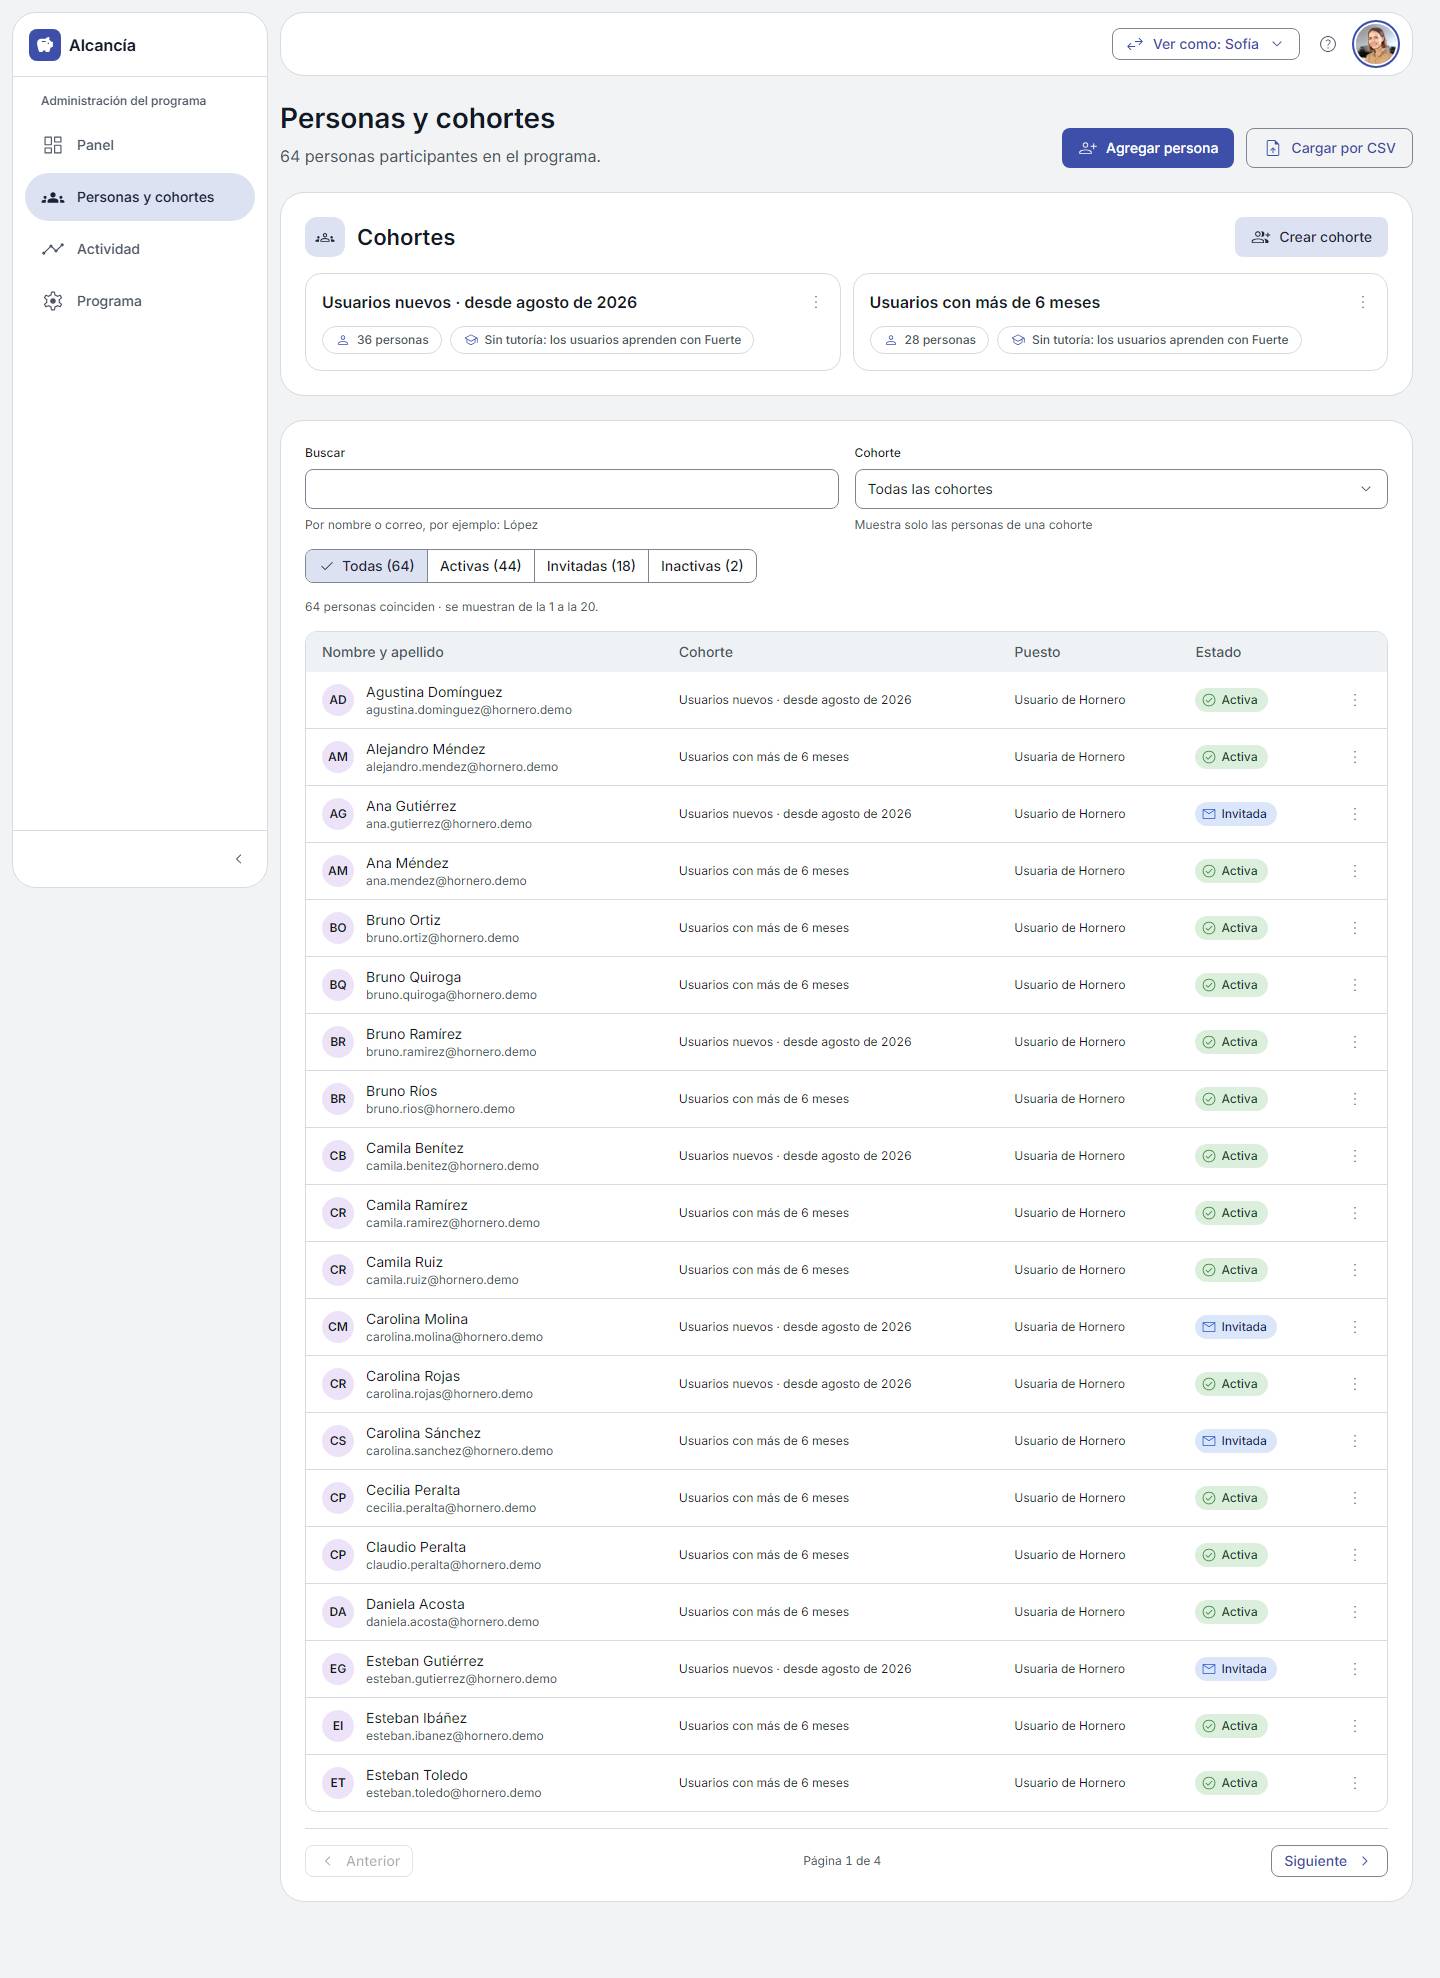 Alcancía
Ver como: Sofía
Administración del programa
Panel
Personas y cohortes
Actividad
Programa
Personas y cohortes
64 personas participantes en el programa.
Agregar persona
Cargar por CSV
Cohortes
Crear cohorte
Usuarios nuevos · desde agosto de 2026
36 personas
Sin tutoría: los usuarios aprenden con Fuerte
Usuarios con más de 6 meses
28 personas
Sin tutoría: los usuarios aprenden con Fuerte
Buscar
Por nombre o correo, por ejemplo: López
Cohorte
Todas las cohortes
Muestra solo las personas de una cohorte
Todas (64) Activas (44) Invitadas (18) Inactivas (2)
64 personas coinciden · se muestran de la 1 a la 20.
Nombre y apellido Cohorte Puesto Estado
AD Agustina Domínguez Usuarios nuevos · desde agosto de 2026 Usuario de Hornero Activa
agustina.dominguez@hornero.demo
AM Alejandro Méndez Usuarios con más de 6 meses Usuaria de Hornero Activa
alejandro.mendez@hornero.demo
AG Ana Gutiérrez Usuarios nuevos · desde agosto de 2026 Usuario de Hornero Invitada
ana.gutierrez@hornero.demo
AM Ana Méndez Usuarios con más de 6 meses Usuaria de Hornero Activa
ana.mendez@hornero.demo
BO Bruno Ortiz Usuarios con más de 6 meses Usuario de Hornero Activa
bruno.ortiz@hornero.demo
BQ Bruno Quiroga Usuarios con más de 6 meses Usuario de Hornero Activa
bruno.quiroga@hornero.demo
BR Bruno Ramírez Usuarios nuevos · desde agosto de 2026 Usuario de Hornero Activa
bruno.ramirez@hornero.demo
BR Bruno Ríos Usuarios con más de 6 meses Usuaria de Hornero Activa
bruno.rios@hornero.demo
CB Camila Benítez Usuarios nuevos · desde agosto de 2026 Usuaria de Hornero Activa
camila.benitez@hornero.demo
CR Camila Ramírez Usuarios con más de 6 meses Usuario de Hornero Activa
camila.ramirez@hornero.demo
CR Camila Ruiz Usuarios con más de 6 meses Usuario de Hornero Activa
camila.ruiz@hornero.demo
CM Carolina Molina Usuarios nuevos · desde agosto de 2026 Usuaria de Hornero Invitada
carolina.molina@hornero.demo
CR Carolina Rojas Usuarios nuevos · desde agosto de 2026 Usuaria de Hornero Activa
carolina.rojas@hornero.demo
CS Carolina Sánchez Usuarios con más de 6 meses Usuario de Hornero Invitada
carolina.sanchez@hornero.demo
CP Cecilia Peralta Usuarios con más de 6 meses Usuario de Hornero Activa
cecilia.peralta@hornero.demo
CP Claudio Peralta Usuarios con más de 6 meses Usuario de Hornero Activa
claudio.peralta@hornero.demo
DA Daniela Acosta Usuarios con más de 6 meses Usuaria de Hornero Activa
daniela.acosta@hornero.demo
EG Esteban Gutiérrez Usuarios nuevos · desde agosto de 2026 Usuaria de Hornero Invitada
esteban.gutierrez@hornero.demo
EI Esteban Ibáñez Usuarios con más de 6 meses Usuario de Hornero Activa
esteban.ibanez@hornero.demo
ET Esteban Toledo Usuarios con más de 6 meses Usuario de Hornero Activa
esteban.toledo@hornero.demo
Anterior Página 1 de 4 Siguiente